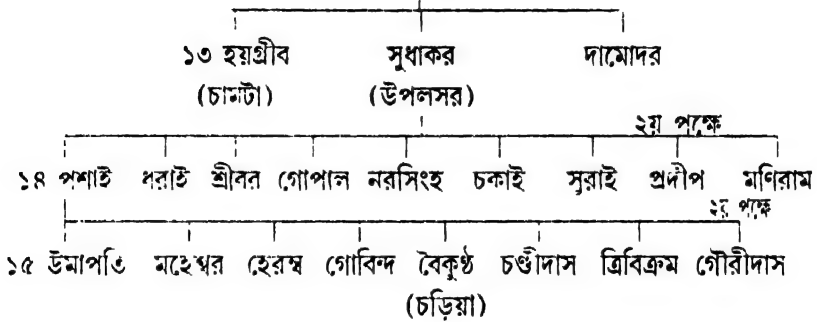 ১৩ হয়গ্রীব সুধাকর দামোদর
(চামটা) (উপলসর)
২য় পক্ষে
১৪ পশাই ধরাই শ্রীবর গোপাল নরসিংহ চকাই সুরাই প্রদীপ মণিরাম
২য় পক্ষে
১৫ উমাপতি মহেশ্বর হেরম্ব গোবিন্দ বৈকুণ্ঠ চণ্ডীদাস ত্রিবিক্রম গৌরীদাস
(চড়িয়া)